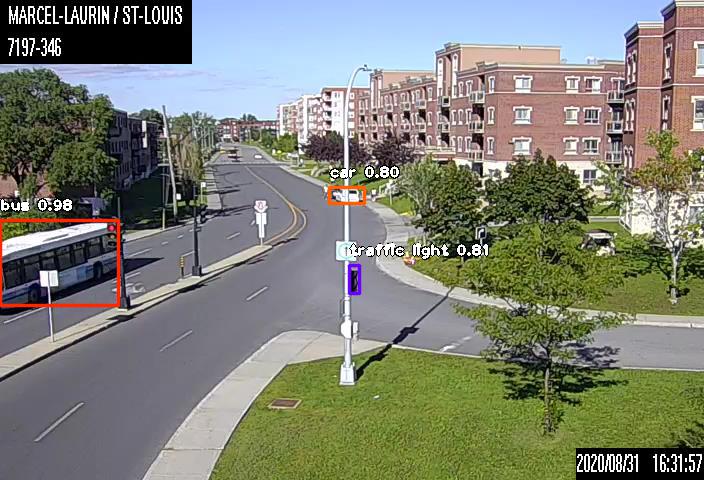 MARCEL-LAURIN / ST-LOUIS
7197-346
car 0.80
bus 0.98
traffic light 0.81
2020/08/31 16:31:57